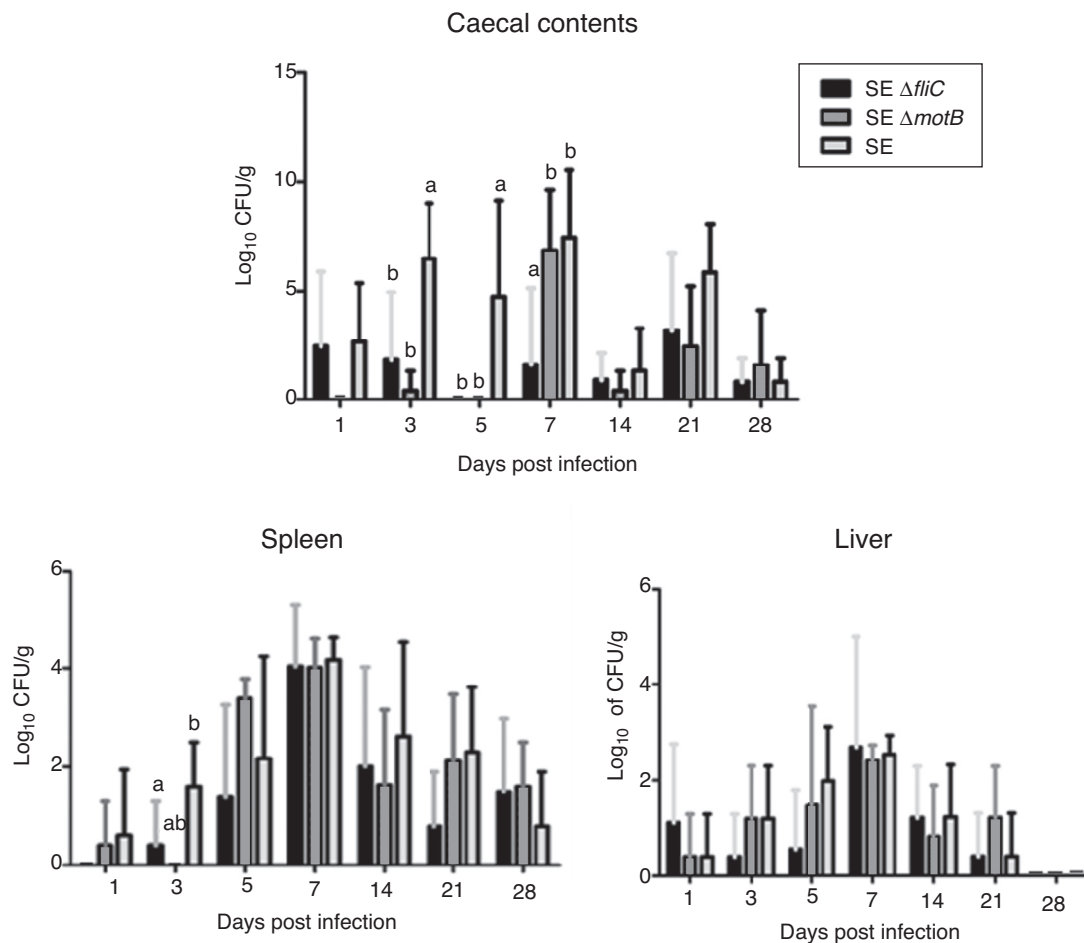 Caecal contents
15
10
5
0
Log₁₀ CFU/g
b
b
a
b
b
a
a
b
b
1
3
5
7
14
21
28
Days post infection
SE ΔfliC
SE ΔmotB
SE
Spleen
6
4
2
0
Log₁₀ CFU/g
a
ab
b
1
3
5
7
14
21
28
Days post infection
Liver
6
4
2
0
Log₁₀ of CFU/g
1
3
5
7
14
21
28
Days post infection